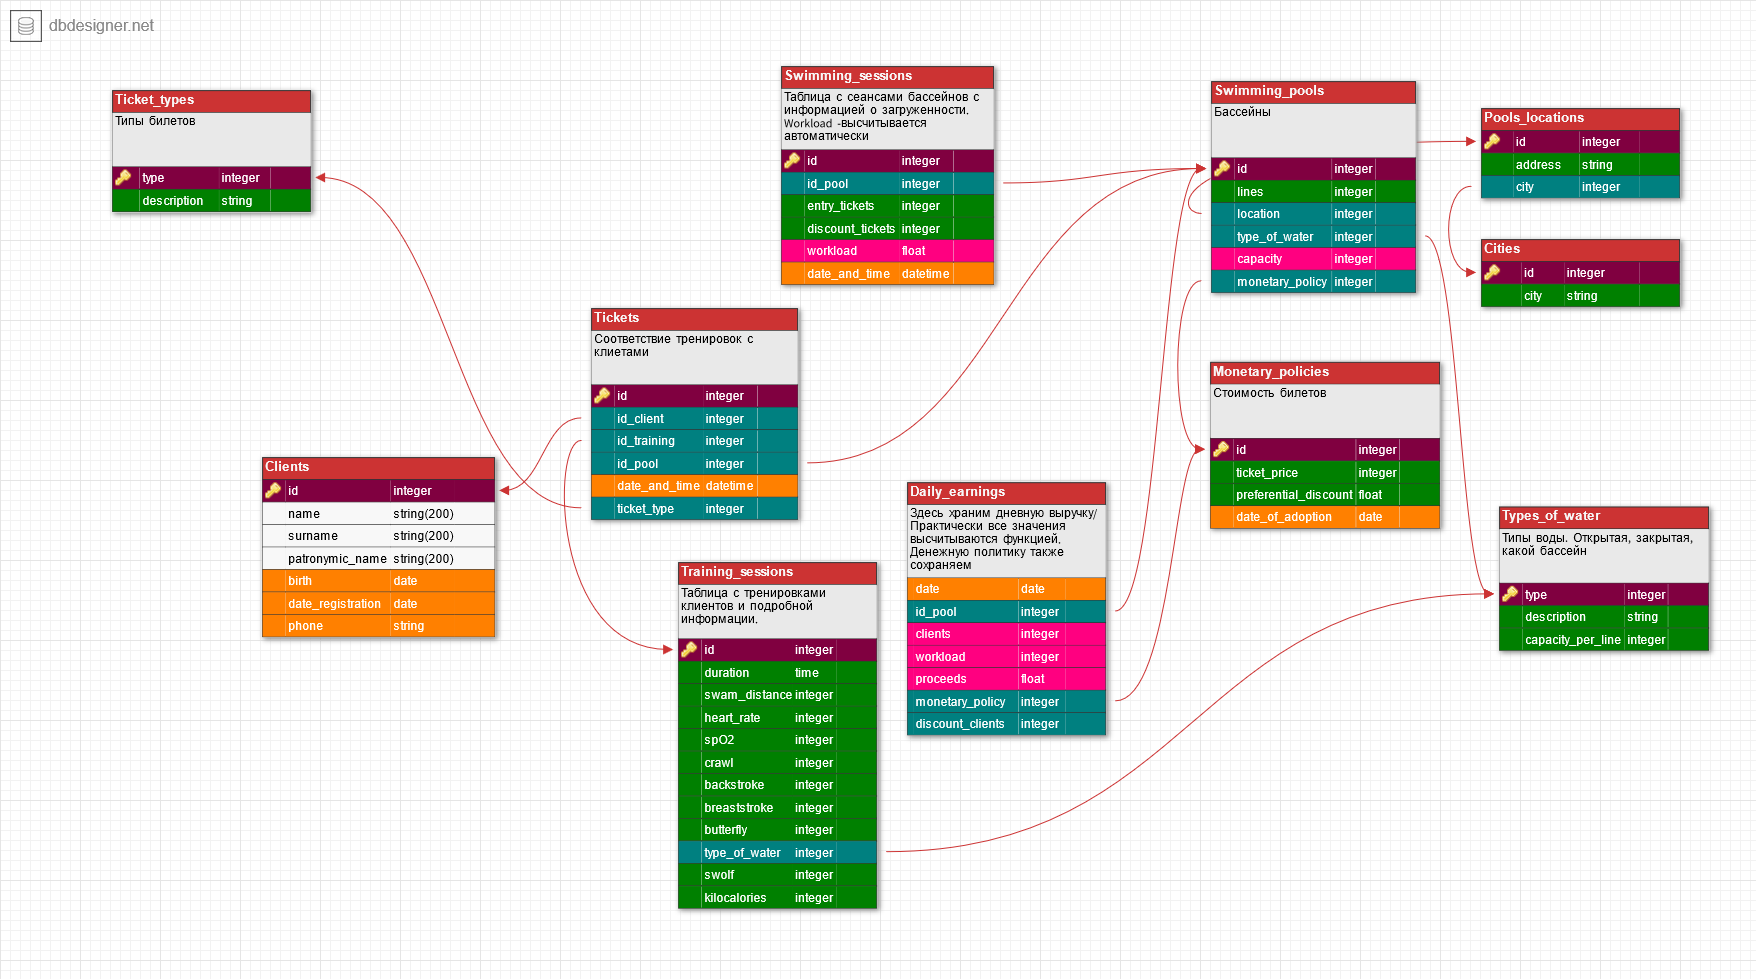 dbdesigner.net
Ticket_types
Типы билетов
type integer
description string
Swimming_sessions
Таблица с сеансами бассейнов с
информацией о загруженности.
Workload -высчитывается
автоматически
id integer
id_pool integer
entry_tickets integer
discount_tickets integer
workload float
date_and_time datetime
Swimming_pools
Бассейны
id integer
lines integer
location integer
type_of_water integer
capacity integer
monetary_policy integer
Pools_locations
id integer
address string
city integer
Cities
id integer
city string
Tickets
Соответствие тренировок с
клиетами
id integer
id_client integer
id_training integer
id_pool integer
date_and_time datetime
ticket_type integer
Monetary_policies
Стоимость билетов
id integer
ticket_price integer
preferential_discount float
date_of_adoption date
Clients
id integer
name string(200)
surname string(200)
patronymic_name string(200)
birth date
date_registration date
phone string
Daily_earnings
Здесь храним дневную выручку/
Практически все значения
высчитываются функцией.
Денежную политику также
сохраняем
date date
id_pool integer
clients integer
workload integer
proceeds float
monetary_policy integer
discount_clients integer
Types_of_water
Типы воды. Открытая, закрытая,
какой бассейн
type integer
description string
capacity_per_line integer
Training_sessions
Таблица с тренировками
клиентов и подробной
информации.
id integer
duration time
swam_distance integer
heart_rate integer
spO2 integer
crawl integer
backstroke integer
breaststroke integer
butterfly integer
type_of_water integer
swolf integer
kilocalories integer